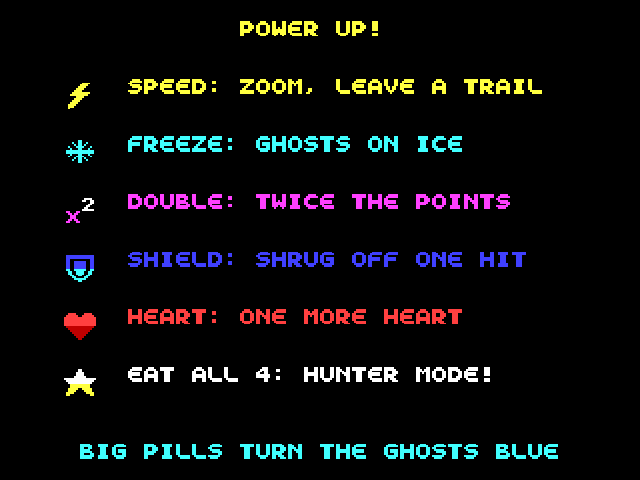 POWER UP!
SPEED: ZOOM, LEAVE A TRAIL
FREEZE: GHOSTS ON ICE
x2 DOUBLE: TWICE THE POINTS
SHIELD: SHRUG OFF ONE HIT
HEART: ONE MORE HEART
EAT ALL 4: HUNTER MODE!
BIG PILLS TURN THE GHOSTS BLUE